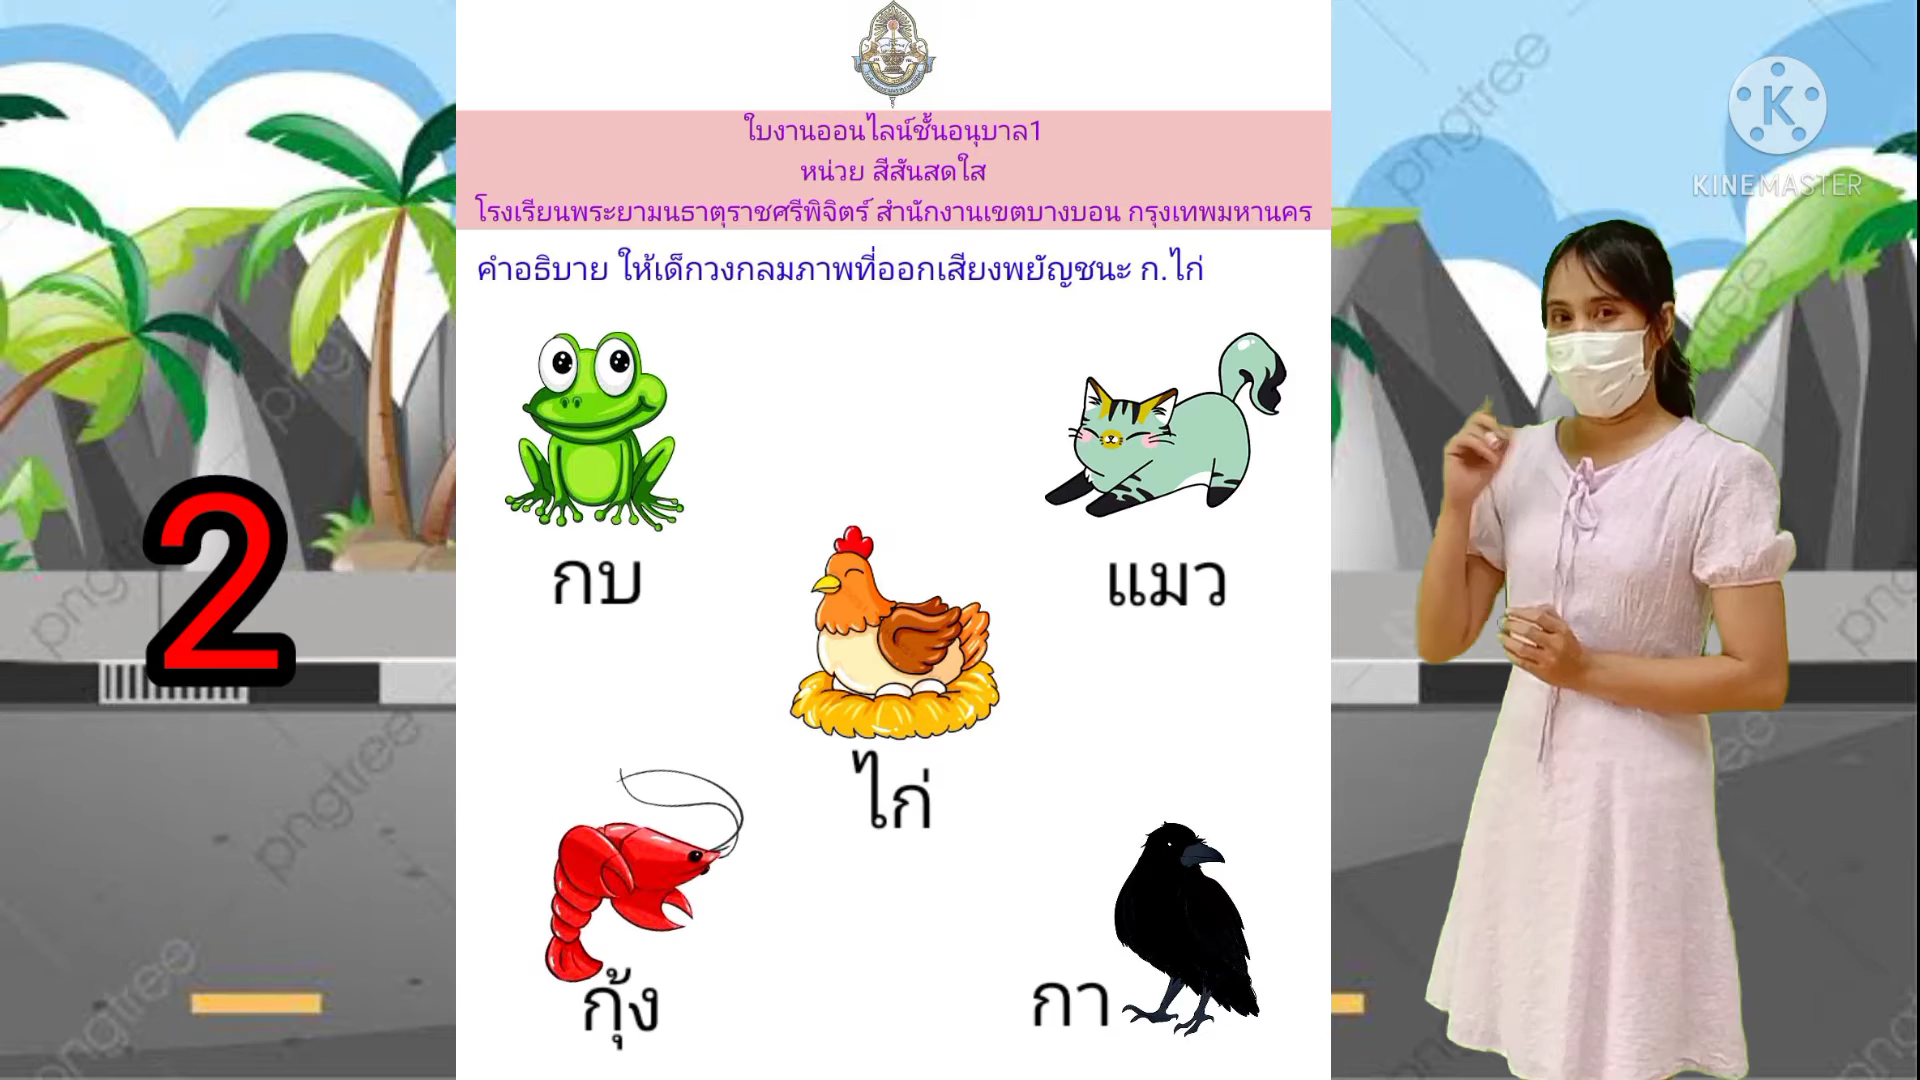 ใบงานออนไลน์ชั้นอนุบาล1
หน่วย สีสันสดใส
โรงเรียนพระยามนธาตุราชศรีพิจิตร์ สำนักงานเขตบางบอน กรุงเทพมหานคร
คำอธิบาย ให้เด็กวงกลมภาพที่ออกเสียงพยัญชนะ ก.ไก่
กบ
แมว
ไก่
กุ้ง
กา
2
K
KINEMASTER
pngtree
pngtree
pngtree
pngtree